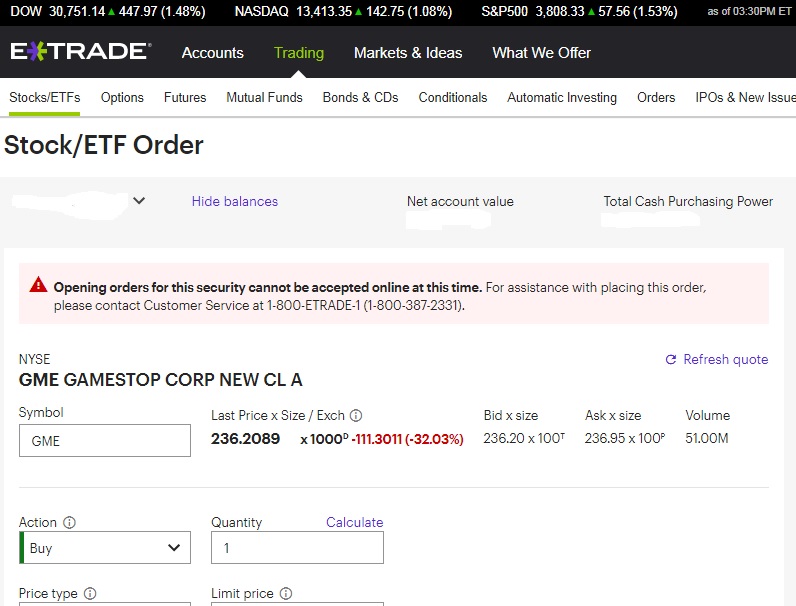 DOW 30,751.14 ▲ 447.97 (1.48%) NASDAQ 13,413.35 ▲ 142.75 (1.08%) S&P500 3,808.33 ▲ 57.56 (1.53%) as of 03:30PM ET
E*TRADE Accounts Trading Markets & Ideas What We Offer
Stocks/ETFs Options Futures Mutual Funds Bonds & CDs Conditionals Automatic Investing Orders IPOs & New Issue
Stock/ETF Order
Hide balances Net account value Total Cash Purchasing Power
Opening orders for this security cannot be accepted online at this time. For assistance with placing this order,
please contact Customer Service at 1-800-ETRADE-1 (1-800-387-2331).
NYSE Refresh quote
GME GAMESTOP CORP NEW CL A
Symbol Last Price x Size / Exch Bid x size Ask x size Volume
GME 236.2089 x 1000ᴰ -111.3011 (-32.03%) 236.20 x 100ᵀ 236.95 x 100ᴾ 51.00M
Action Quantity Calculate
Buy 1
Price type Limit price